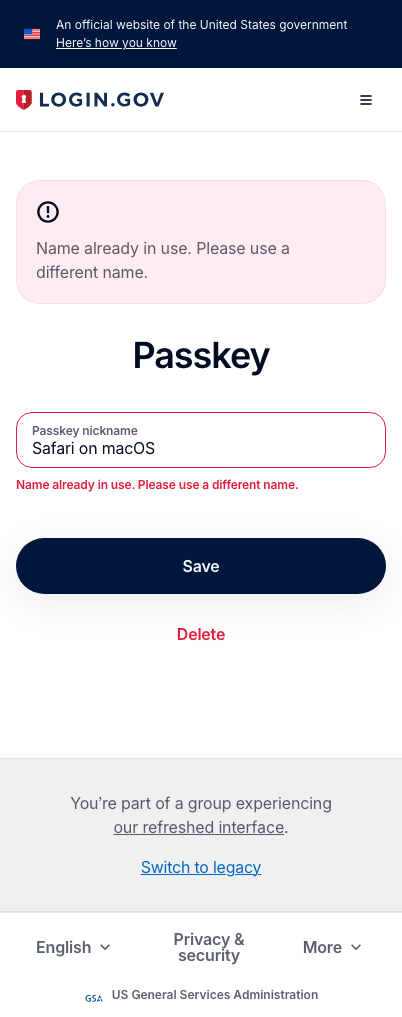 An official website of the United States government
Here’s how you know
LOGIN.GOV
Name already in use. Please use a
different name.
Passkey
Passkey nickname
Safari on macOS
Name already in use. Please use a different name.
Save
Delete
You’re part of a group experiencing
our refreshed interface.
Switch to legacy
English
Privacy &
security
More
GSA US General Services Administration